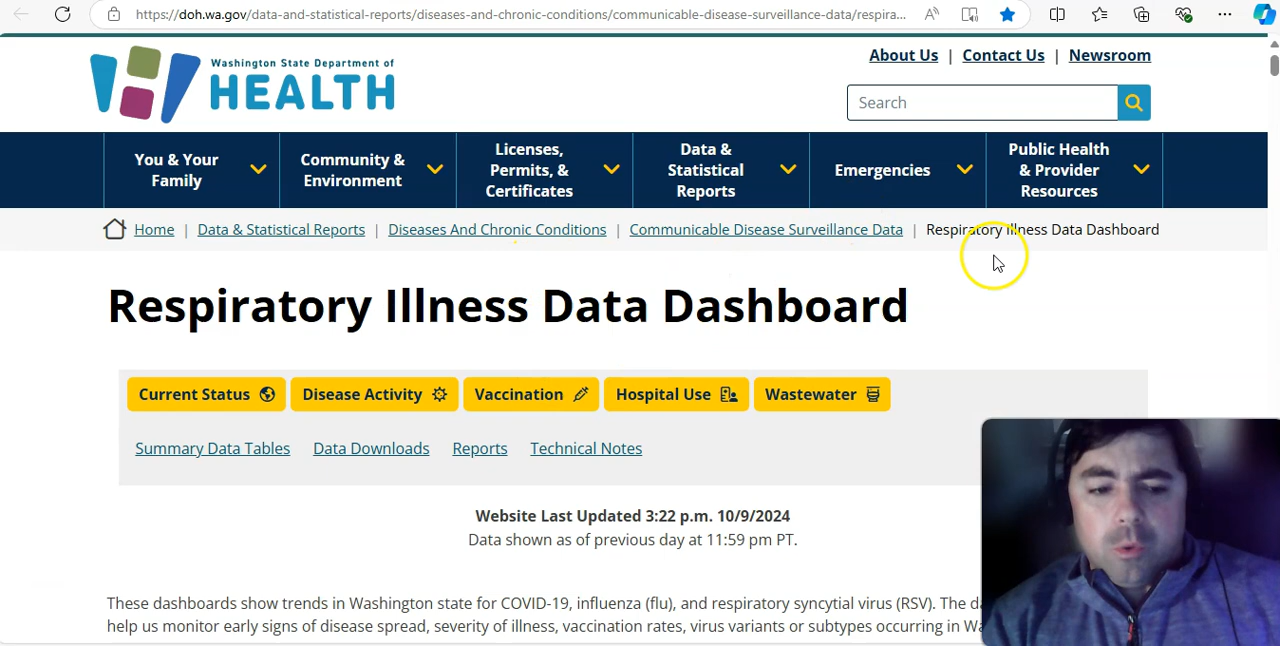 https://doh.wa.gov/data-and-statistical-reports/diseases-and-chronic-conditions/communicable-disease-surveillance-data/respira...
Washington State Department of
HEALTH
About Us | Contact Us | Newsroom
Search
You & Your
Family
Community &
Environment
Licenses,
Permits, &
Certificates
Data &
Statistical
Reports
Emergencies
Public Health
& Provider
Resources
Home | Data & Statistical Reports | Diseases And Chronic Conditions | Communicable Disease Surveillance Data | Respiratory Illness Data Dashboard
Respiratory Illness Data Dashboard
Current Status Disease Activity Vaccination Hospital Use Wastewater
Summary Data Tables Data Downloads Reports Technical Notes
Website Last Updated 3:22 p.m. 10/9/2024
Data shown as of previous day at 11:59 pm PT.
These dashboards show trends in Washington state for COVID-19, influenza (flu), and respiratory syncytial virus (RSV). The
help us monitor early signs of disease spread, severity of illness, vaccination rates, virus variants or subtypes occurring in